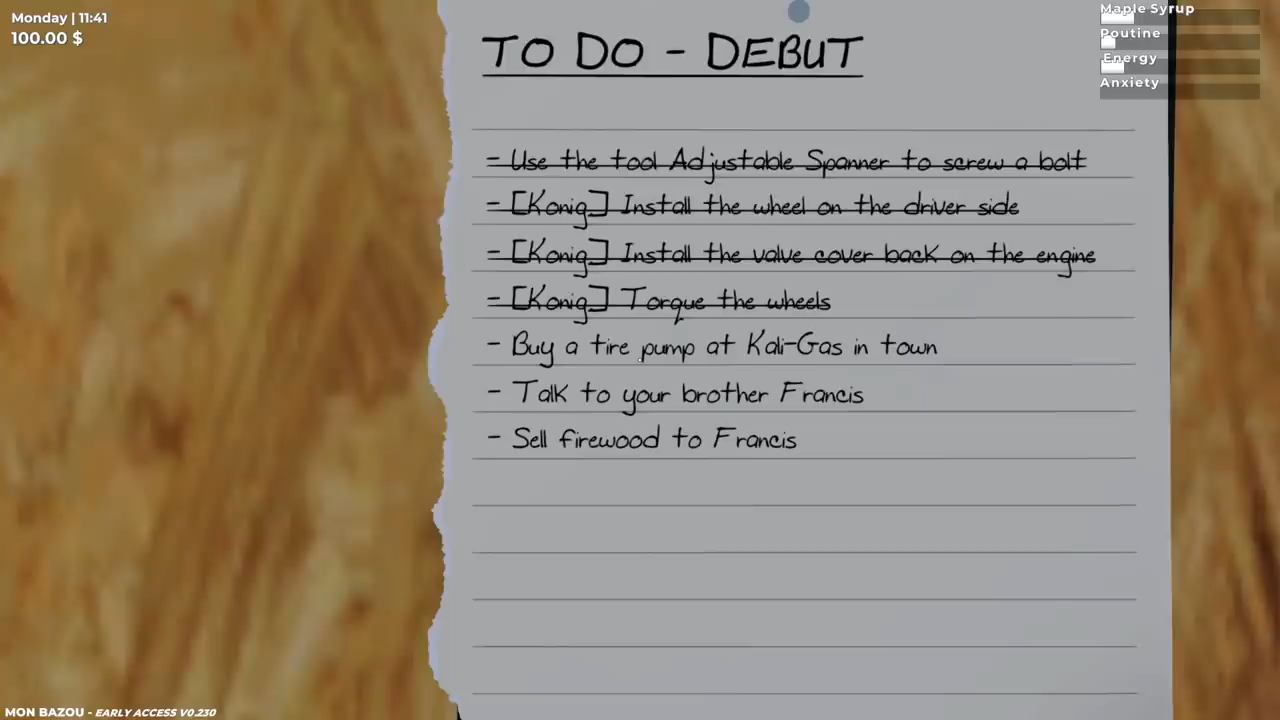 Monday | 11:41
100.00 $
Maple Syrup
Poutine
Energy
Anxiety
TO DO - DEBUT
- Use the tool Adjustable Spanner to screw a bolt
- [Konig] Install the wheel on the driver side
- [Konig] Install the valve cover back on the engine
- [Konig] Torque the wheels
- Buy a tire pump at Kali-Gas in town
- Talk to your brother Francis
- Sell firewood to Francis
MON BAZOU - EARLY ACCESS V0.230